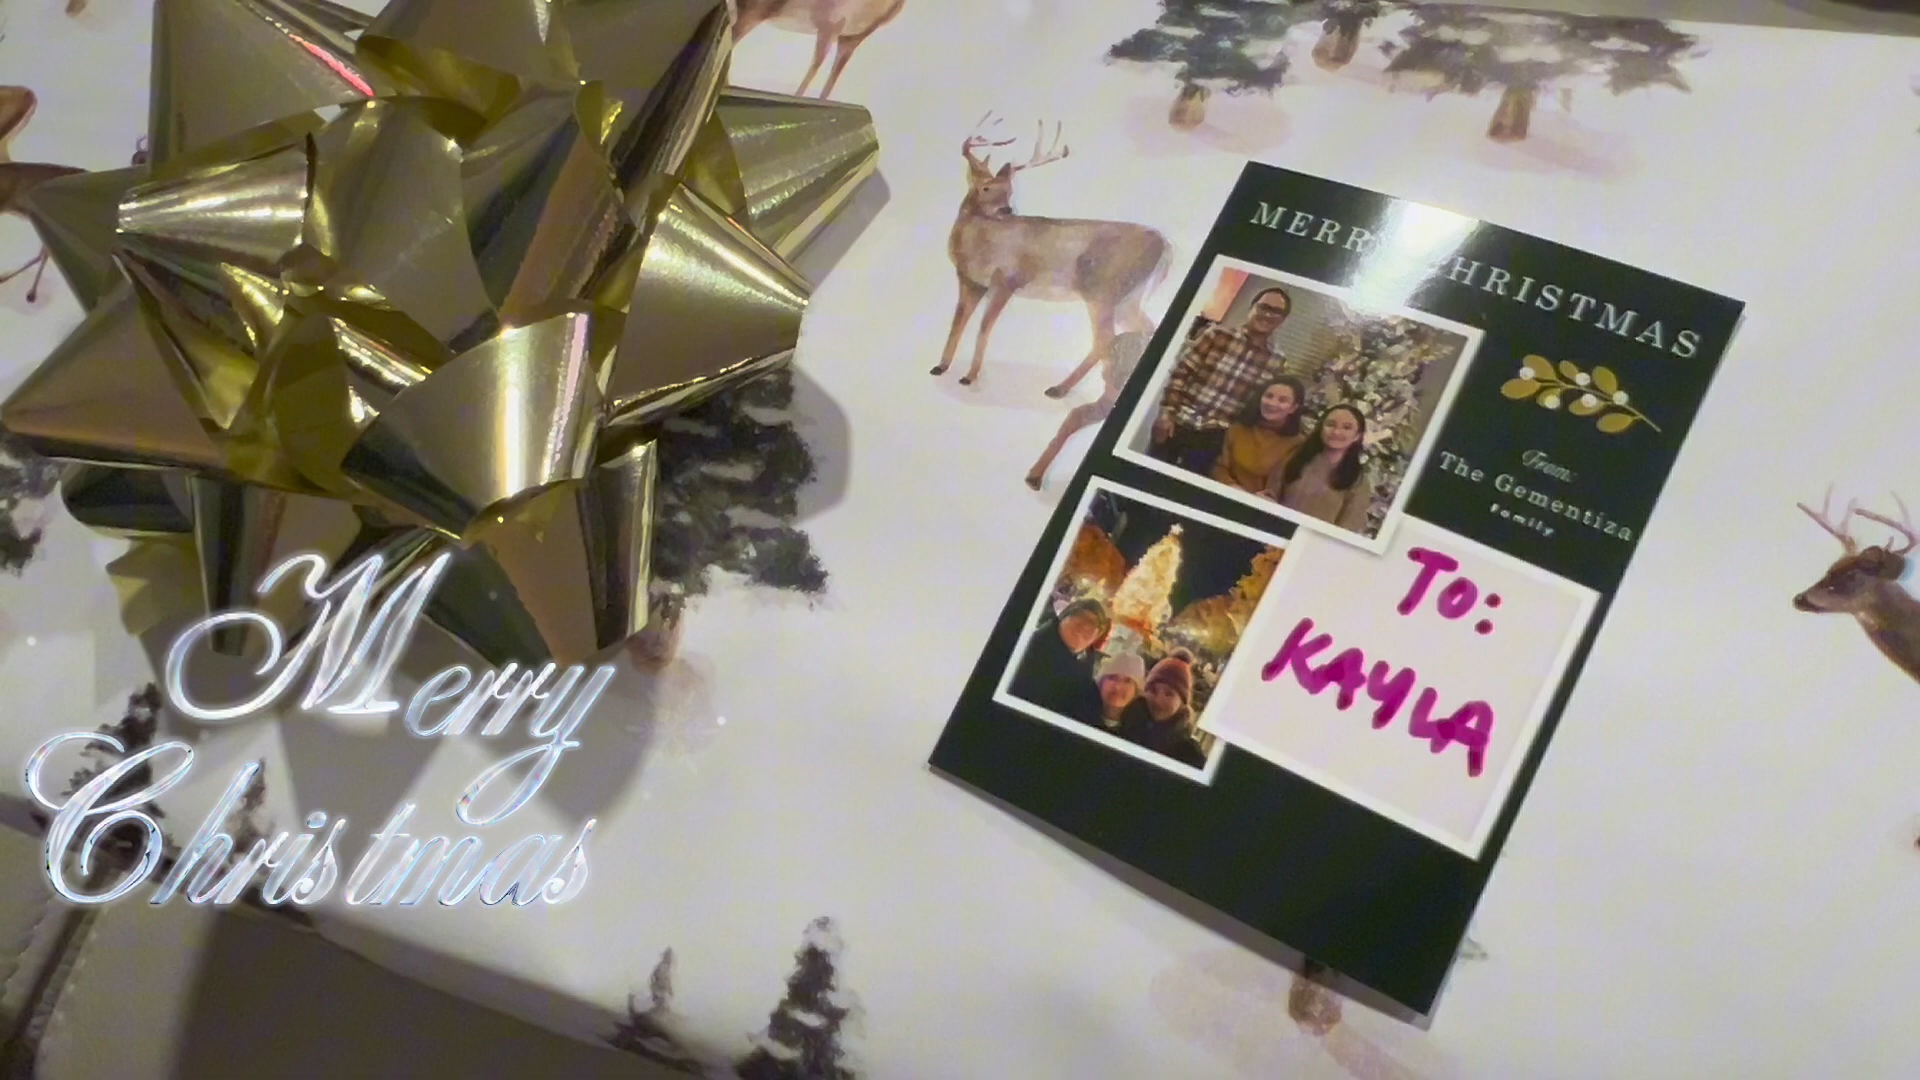 MERRY CHRISTMAS
From:
The Gementiza
Family
To:
KAYLA
Merry
Christmas